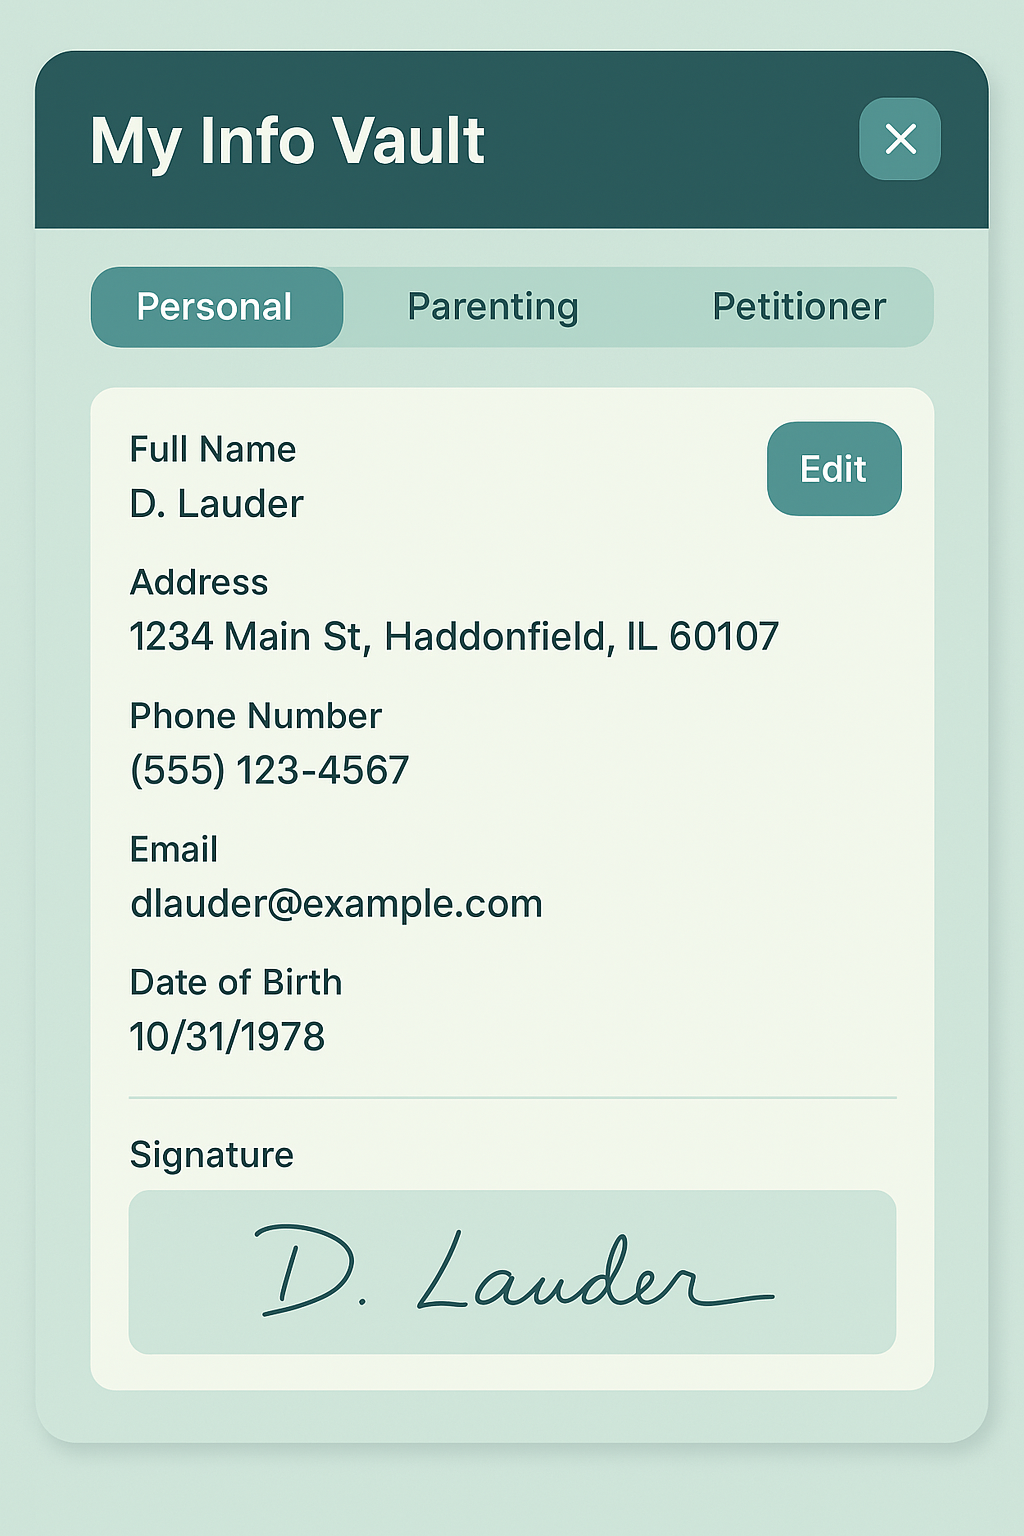 My Info Vault
Personal Parenting Petitioner
Full Name
Edit
D. Lauder
Address
1234 Main St, Haddonfield, IL 60107
Phone Number
(555) 123-4567
Email
dlauder@example.com
Date of Birth
10/31/1978
Signature
D. Lauder